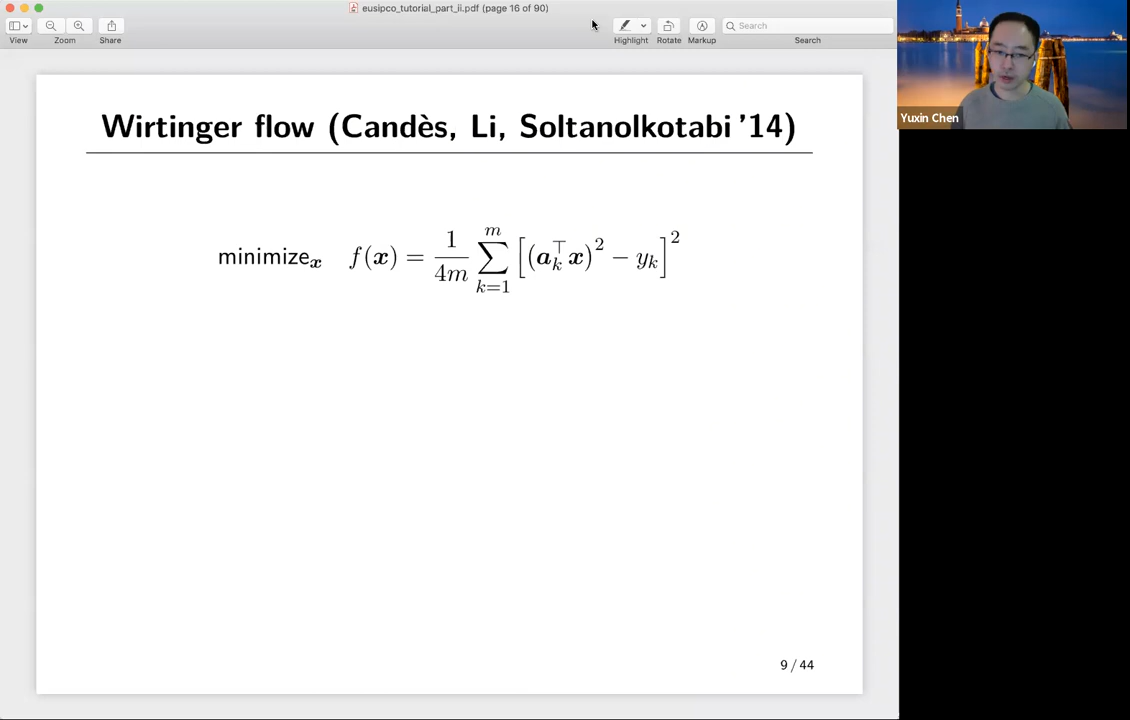 eusipco_tutorial_part_ii.pdf (page 16 of 90)
View
Zoom
Share
Highlight
Rotate
Markup
Search
Search
Yuxin Chen
Wirtinger flow (Candès, Li, Soltanolkotabi '14)
minimize𝒙 f(𝒙) = 1/4m ∑_{k=1}^{m} [(𝒂_k^⊤ 𝒙)^2 − y_k]^2
9 / 44